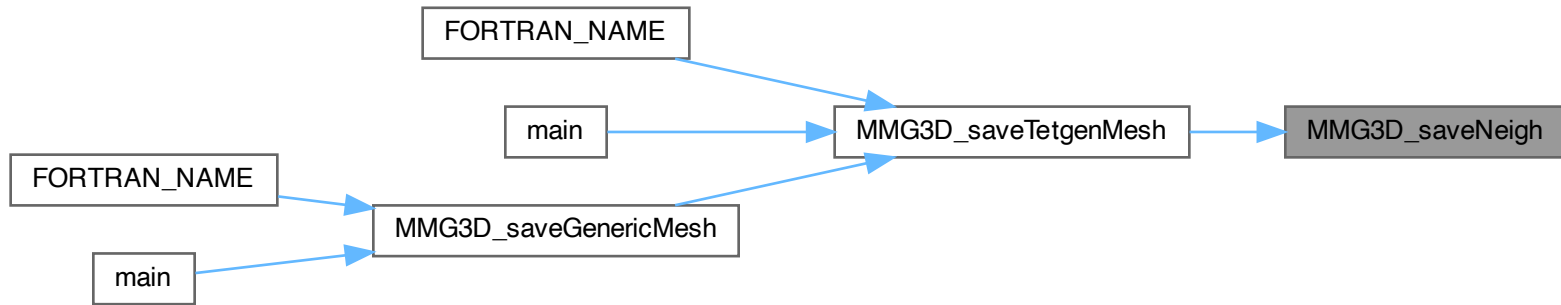 FORTRAN_NAME
main
MMG3D_saveTetgenMesh
MMG3D_saveNeigh
FORTRAN_NAME
MMG3D_saveGenericMesh
main